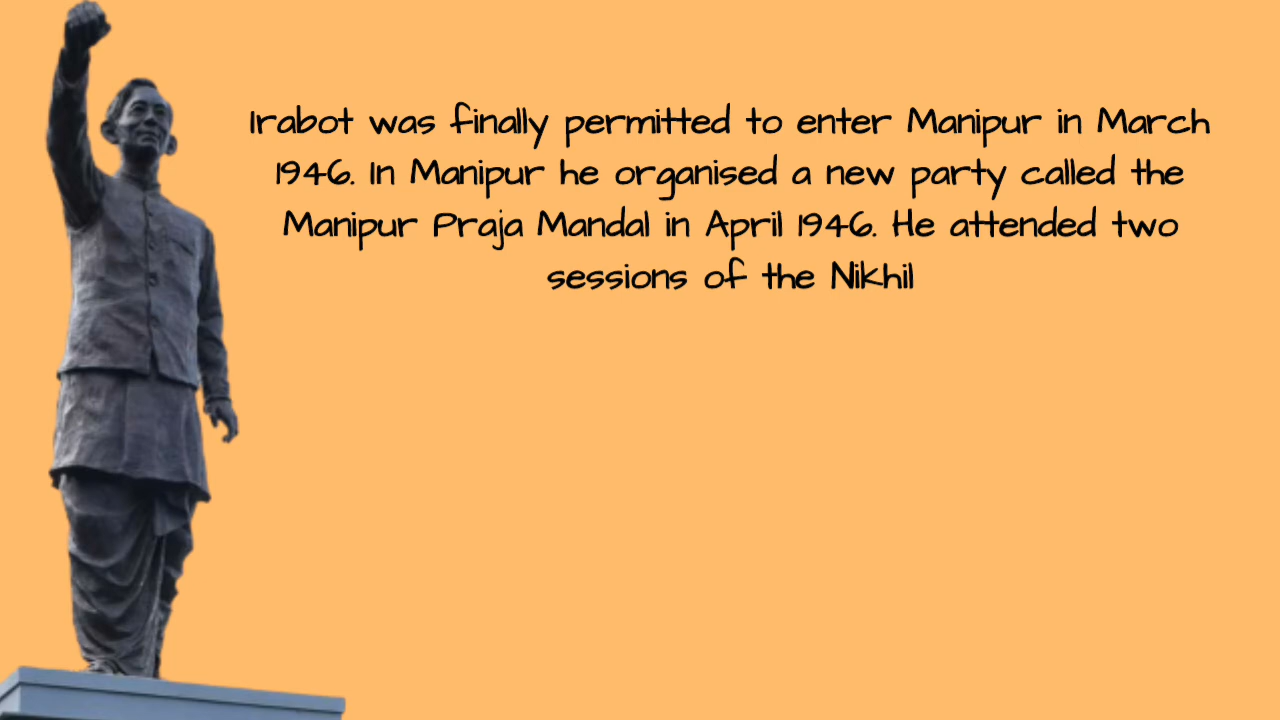 Irabot was finally permitted to enter Manipur in March
1946. In Manipur he organised a new party called the
Manipur Praja Mandal in April 1946. He attended two
sessions of the Nikhil